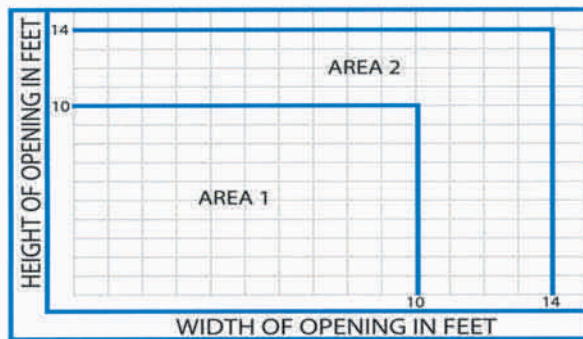 HEIGHT OF OPENING IN FEET
14
AREA 2
10
AREA 1
10 14
WIDTH OF OPENING IN FEET